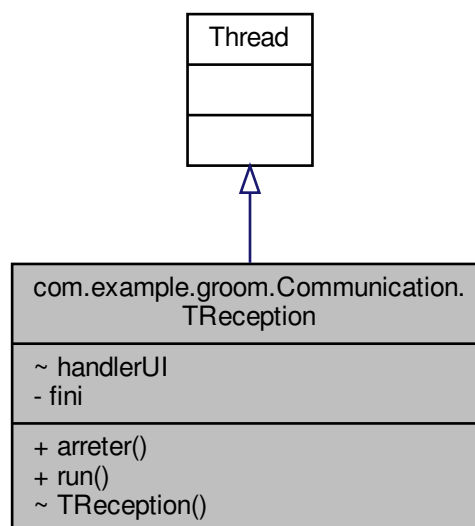 Thread
com.example.groom.Communication.
TReception
~ handlerUI
- fini
+ arreter()
+ run()
~ TReception()